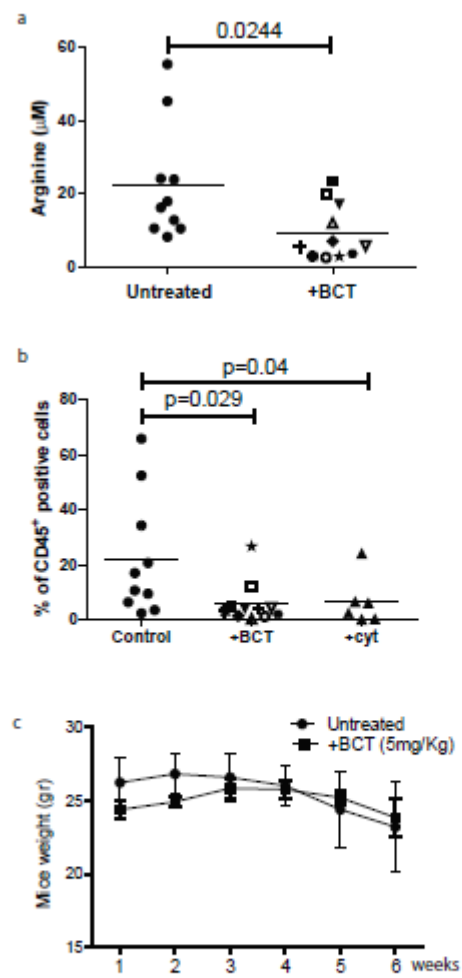 a
0.0244
60
40
20
0
Arginine (μM)
Untreated +BCT
b
p=0.04
p=0.029
80
60
40
20
0
% of CD45+ positive cells
Control +BCT +cyt
c
Untreated
+BCT (5mg/Kg)
30
25
20
15
Mice weight (gr)
1 2 3 4 5 6 weeks